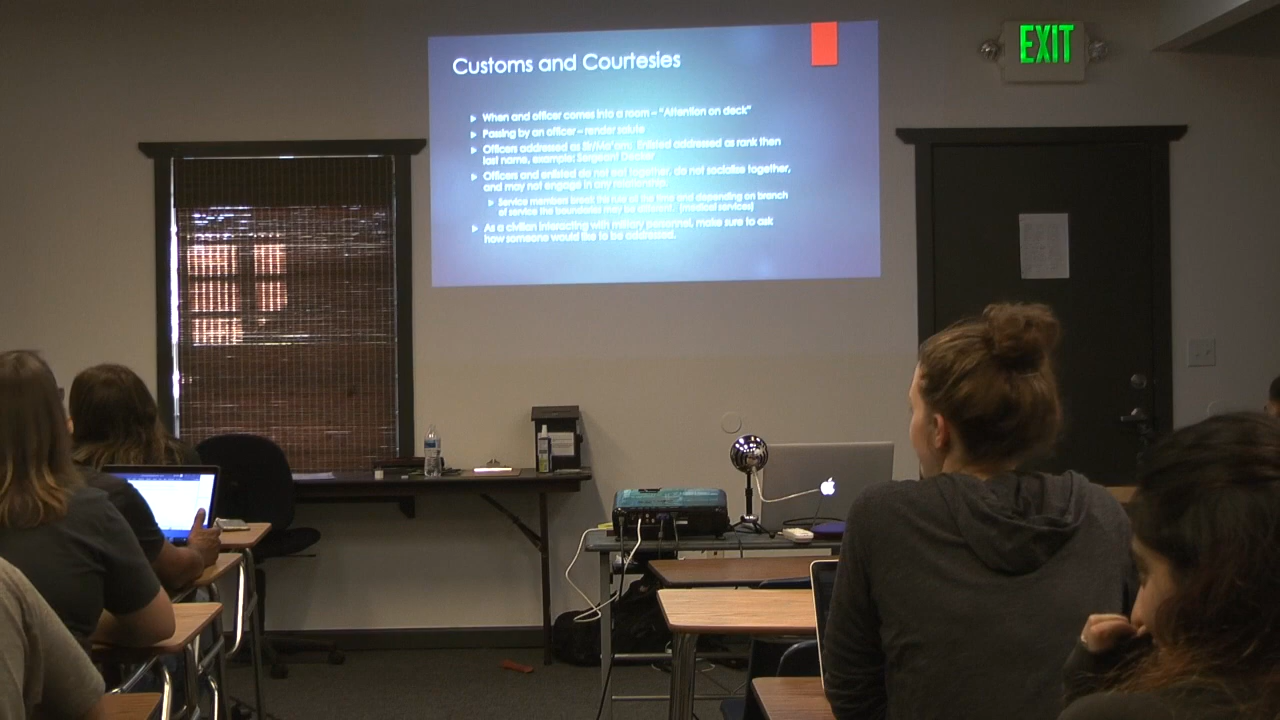 EXIT
Customs and Courtesies
When and officer comes into a room – "Attention on deck"
Passing by an officer – render salute
Officers addressed as Sir/Ma'am. Enlisted addressed as rank then
last name, example: Sergeant
Officers and enlisted do not eat together, do not socialize together,
and may not engage in any relationship.
Service members break this rule all the time and depending on branch
of service the boundaries may be different. (medical services)
As a civilian interacting with military personnel, make sure to ask
how someone would like to be addressed.